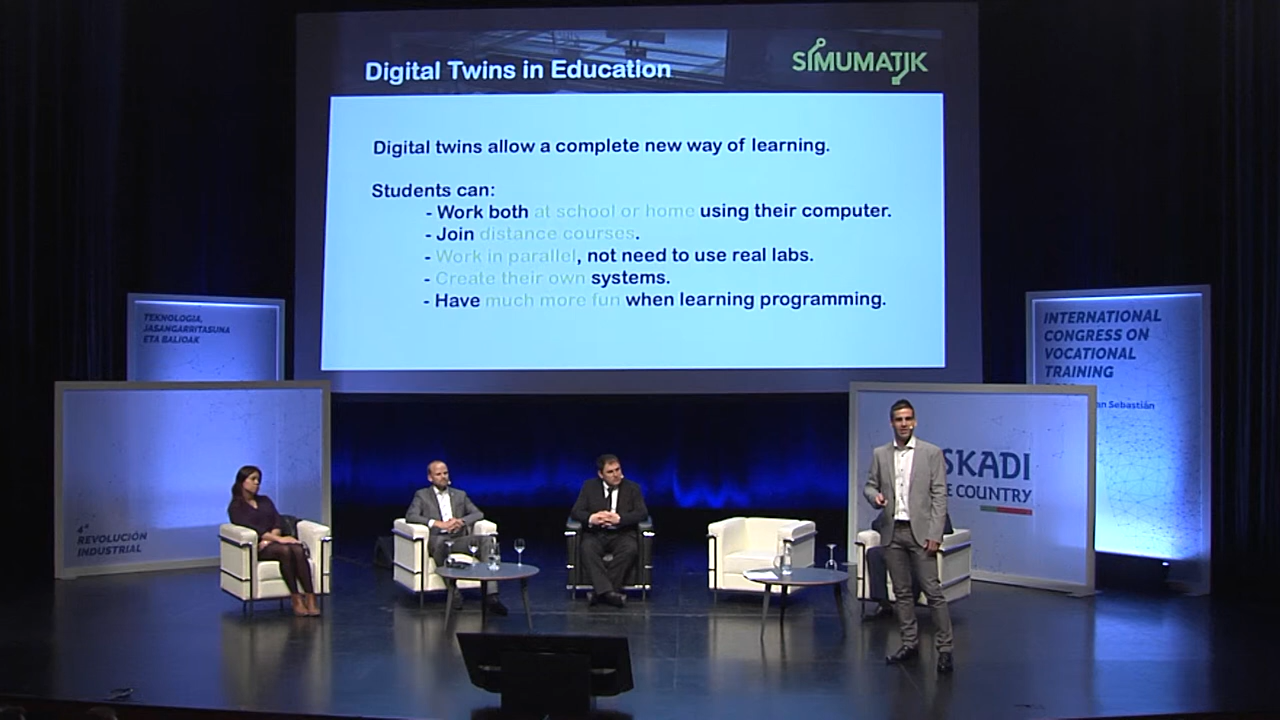 Digital Twins in Education
SIMUMATIK
Digital twins allow a complete new way of learning.
Students can:
- Work both at school or home using their computer.
- Join distance courses.
- Work in parallel, not need to use real labs.
- Create their own systems.
- Have much more fun when learning programming.
TEKNOLOGIA,
JASANGARRITASUNA
ETA BALIOAK
INTERNATIONAL
CONGRESS ON
VOCATIONAL
TRAINING
an Sebastián
4ª
REVOLUCIÓN
INDUSTRIAL
SKADI
E COUNTRY